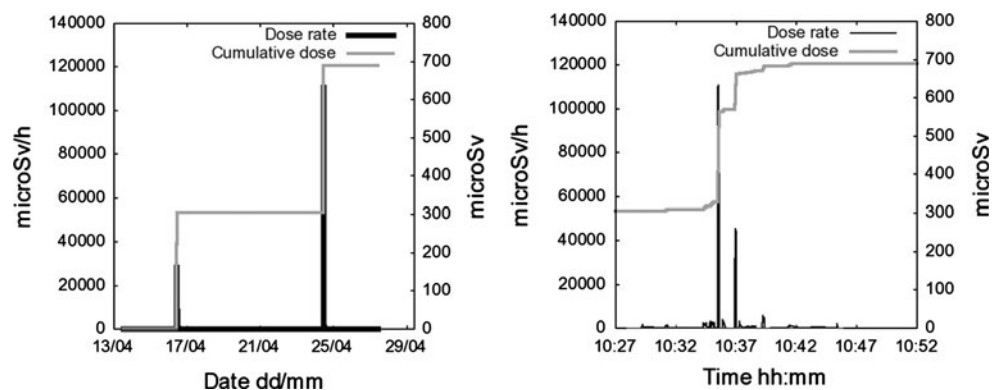 140000
120000
100000
80000
60000
40000
20000
0
microSv/h
Dose rate
Cumulative dose
800
700
600
500
400
300
200
100
0
microSv
13/04 17/04 21/04 25/04 29/04
Date dd/mm
140000
120000
100000
80000
60000
40000
20000
0
microSv/h
Dose rate
Cumulative dose
800
700
600
500
400
300
200
100
0
microSv
10:27 10:32 10:37 10:42 10:47 10:52
Time hh:mm